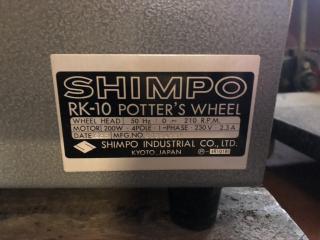 SHIMPO
RK-10 POTTER'S WHEEL
WHEEL HEAD: 50 Hz: 0 ~ 210 R.P.M.
MOTOR: 200W · 4POLE · 1-PHASE · 230V · 2.3A
DATE MFG.NO.
SHIMPO INDUSTRIAL CO., LTD.
KYOTO, JAPAN